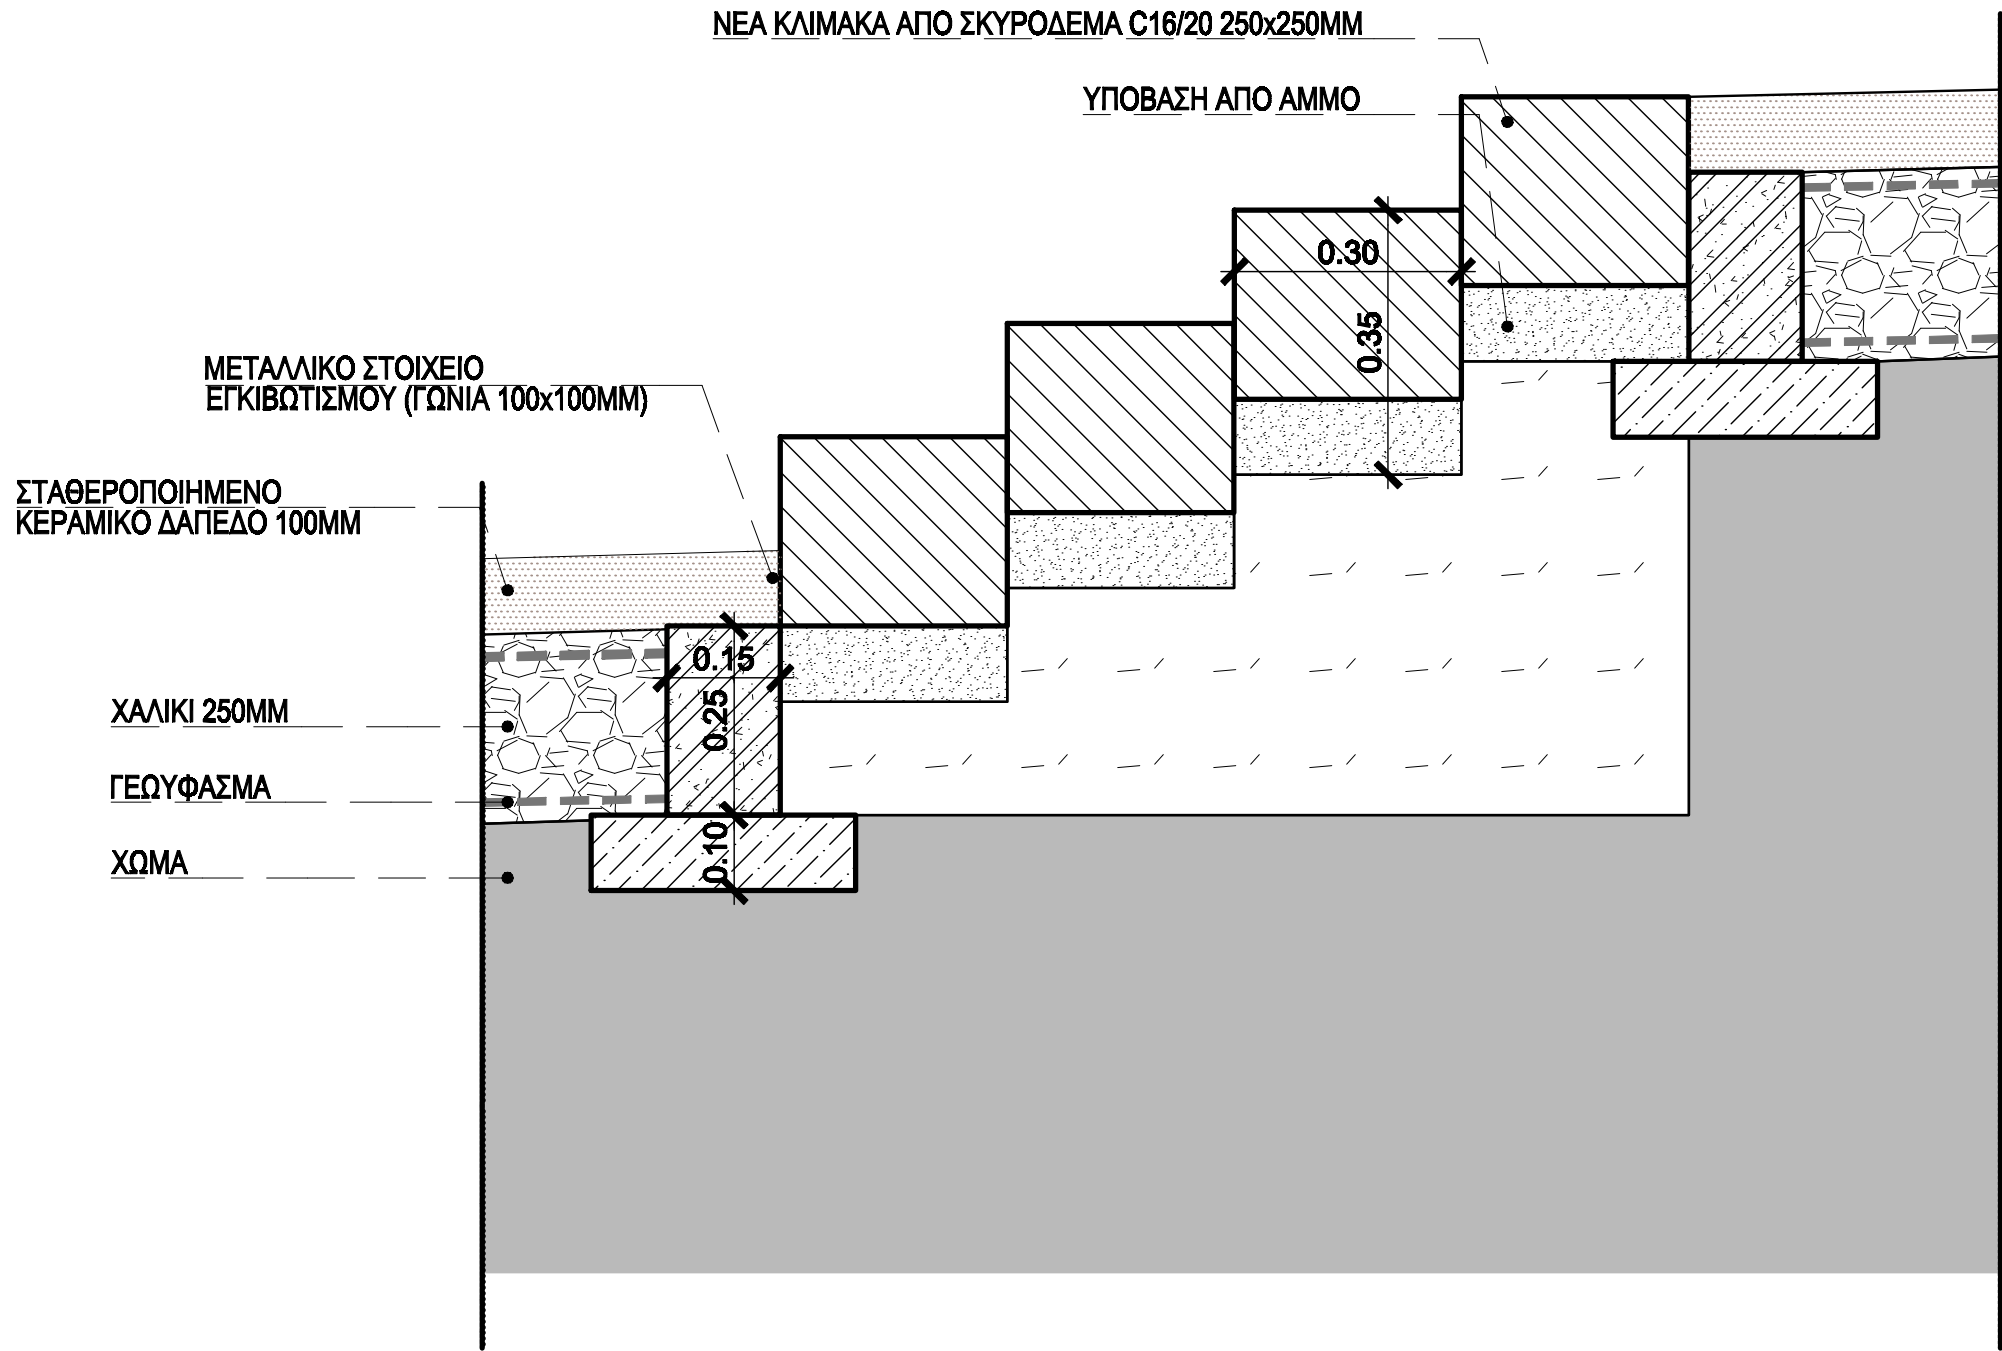 ΝΕΑ ΚΛΙΜΑΚΑ ΑΠΟ ΣΚΥΡΟΔΕΜΑ C16/20 250x250MM
ΥΠΟΒΑΣΗ ΑΠΟ ΑΜΜΟ
0.30
0.35
ΜΕΤΑΛΛΙΚΟ ΣΤΟΙΧΕΙΟ
ΕΓΚΙΒΩΤΙΣΜΟΥ (ΓΩΝΙΑ 100x100MM)
ΣΤΑΘΕΡΟΠΟΙΗΜΕΝΟ
ΚΕΡΑΜΙΚΟ ΔΑΠΕΔΟ 100MM
0.15
0.25
ΧΑΛΙΚΙ 250MM
ΓΕΩΥΦΑΣΜΑ
0.10
ΧΩΜΑ